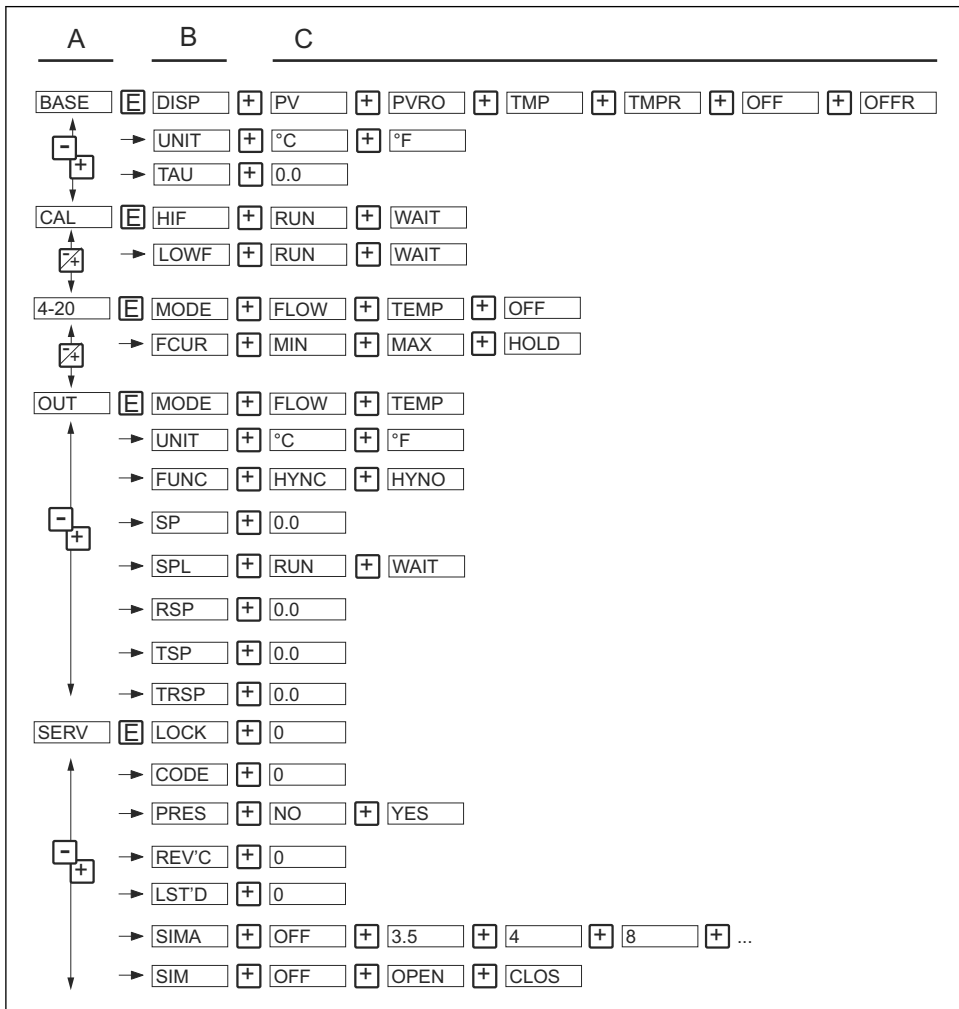 A B C
BASE E DISP + PV + PVRO + TMP + TMPR + OFF + OFFR
- + → UNIT + °C + °F
→ TAU + 0.0
CAL E HIF + RUN + WAIT
-/+ → LOWF + RUN + WAIT
4-20 E MODE + FLOW + TEMP + OFF
-/+ → FCUR + MIN + MAX + HOLD
OUT E MODE + FLOW + TEMP
→ UNIT + °C + °F
→ FUNC + HYNC + HYNO
- + → SP + 0.0
→ SPL + RUN + WAIT
→ RSP + 0.0
→ TSP + 0.0
→ TRSP + 0.0
SERV E LOCK + 0
→ CODE + 0
→ PRES + NO + YES
- + → REV'C + 0
→ LST'D + 0
→ SIMA + OFF + 3.5 + 4 + 8 + ...
→ SIM + OFF + OPEN + CLOS